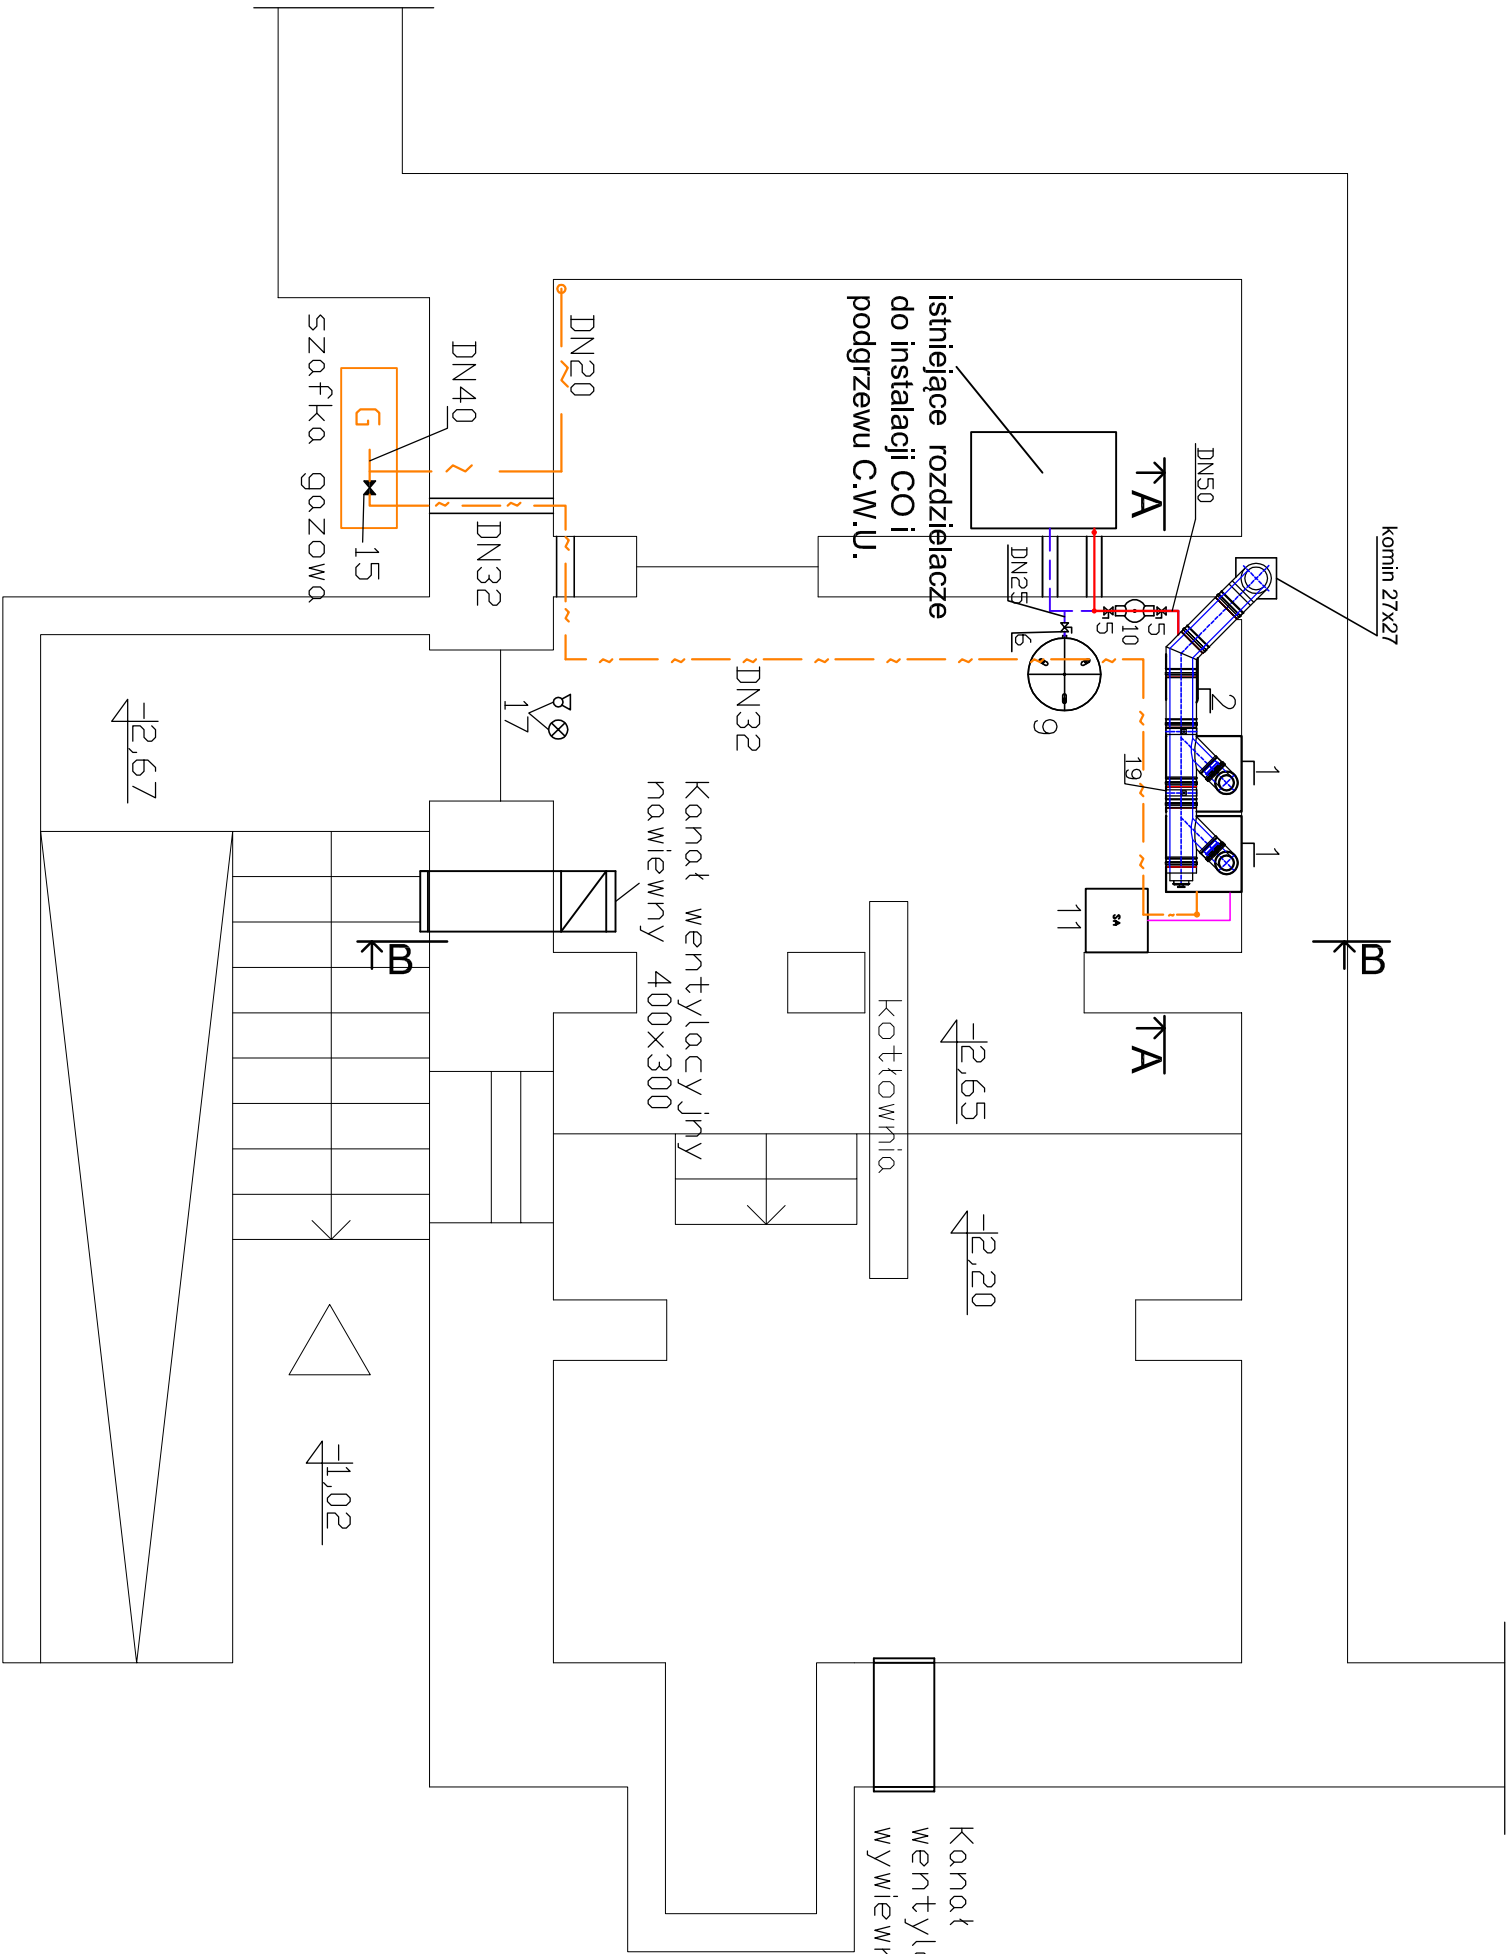 komin 27x27
DN50
A
A
B
B
istniejące rozdzielacze
do instalacji CO i
podgrzewu C.W.U.
DN25
6
5
10
5
2
1
1
19
9
11
SA
DN20
DN40
G
15
szafka gazowa
DN32
DN32
17
Kanał wentylacyjny
nawiewny 400x300
kotłownia
-2,65
-2,20
-2,67
-1,02
Kanał